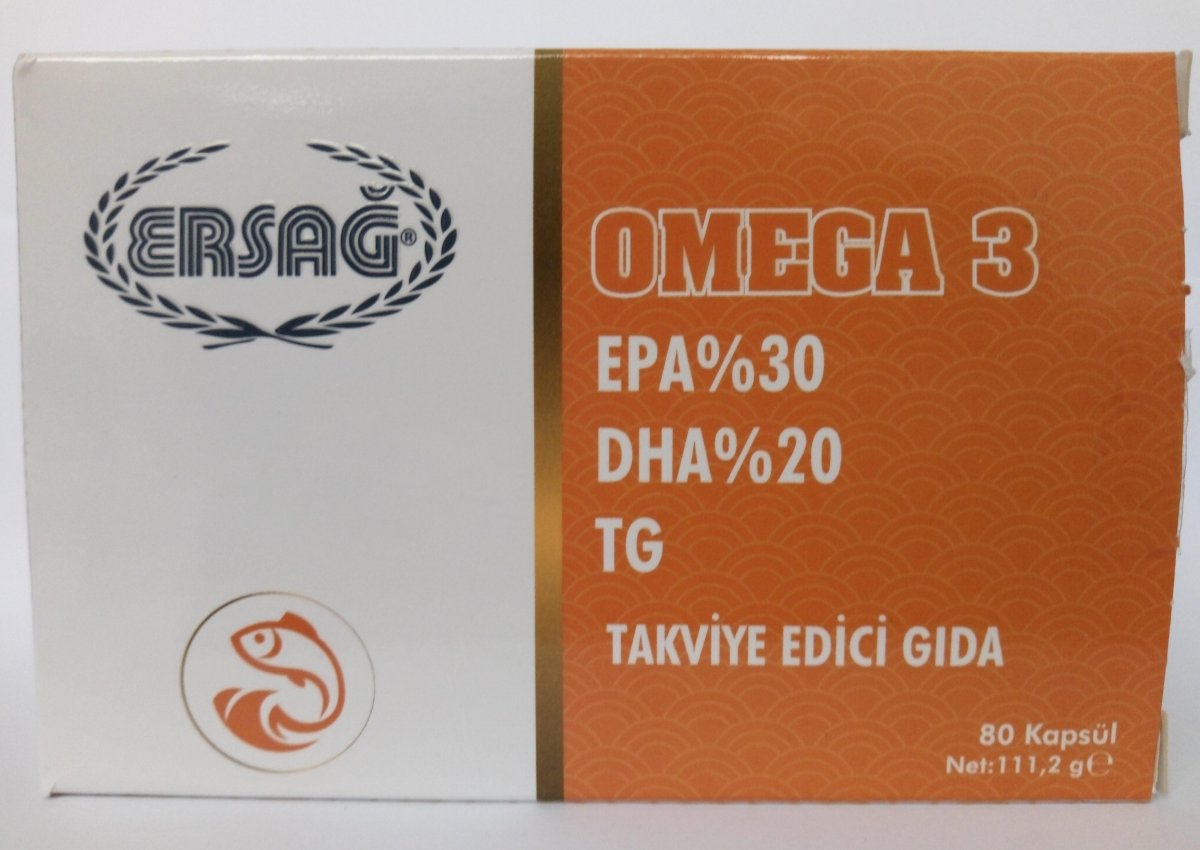 ERSAĞ®
OMEGA 3
EPA%30
DHA%20
TG
TAKVİYE EDİCİ GIDA
80 Kapsül
Net:111,2 g℮